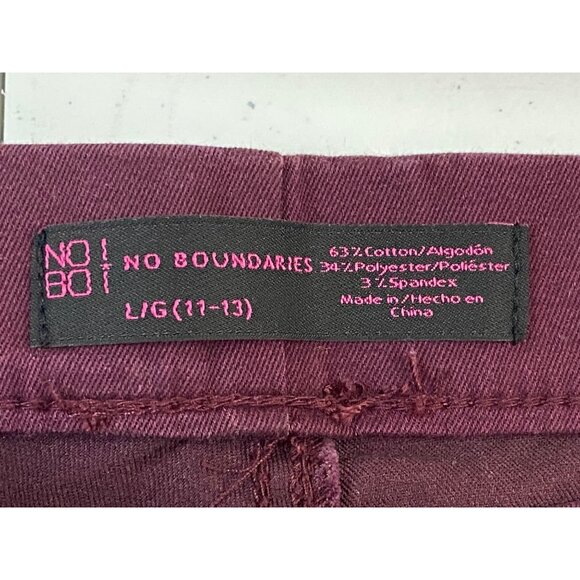 NO
BO
NO BOUNDARIES
L/G (11-13)
63% Cotton/Algodón
34% Polyester/Poliéster
3% Spandex
Made in/Hecho en
China